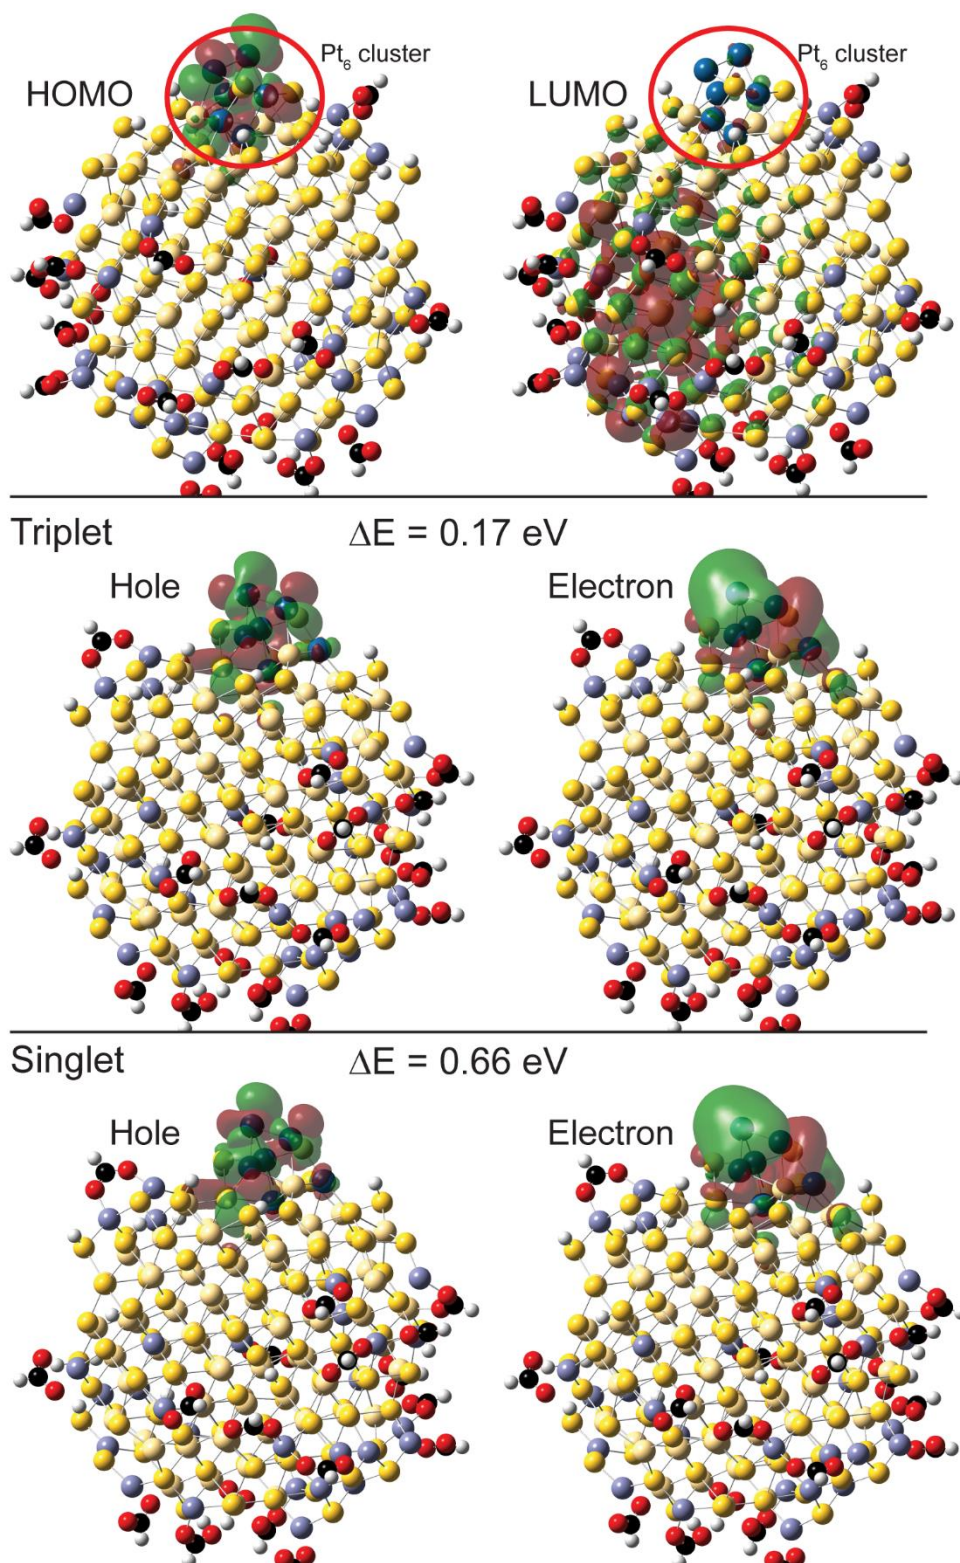 HOMO
Pt6 cluster
LUMO
Pt6 cluster
Triplet
ΔE = 0.17 eV
Hole
Electron
Singlet
ΔE = 0.66 eV
Hole
Electron